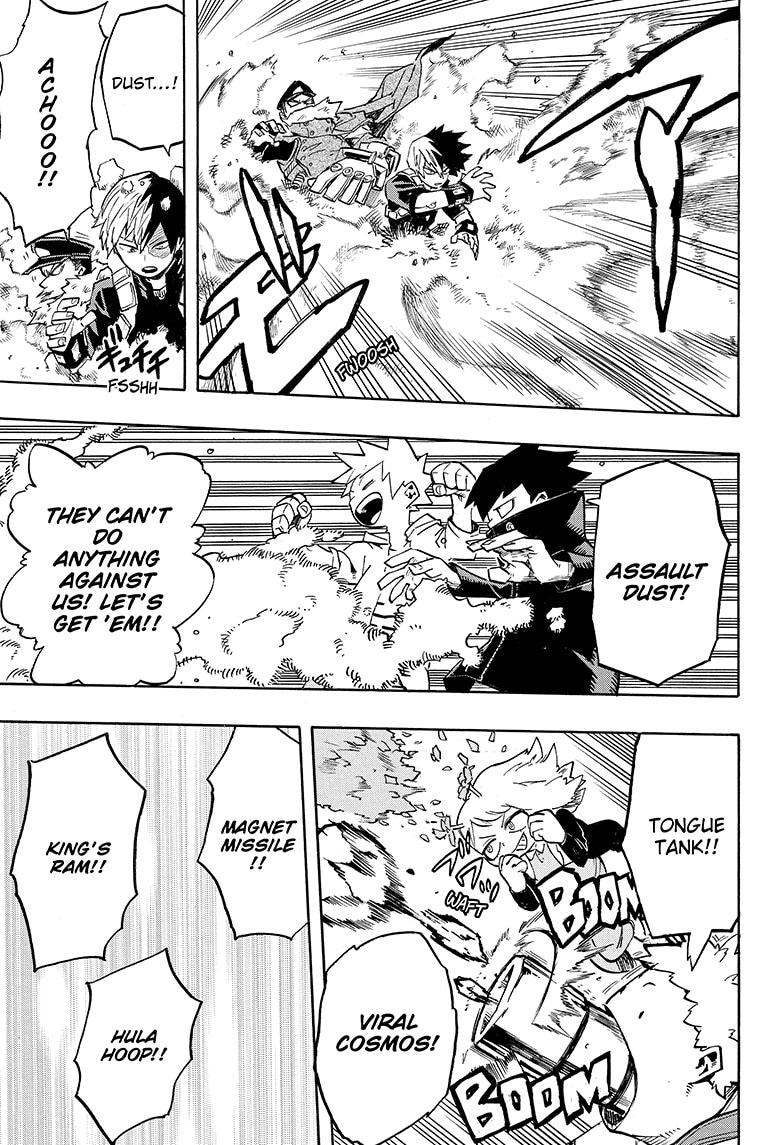 FWOOSH
DUST...!
ACHOOO!!
FSSHH
ASSAULT
DUST!
THEY CAN'T
DO
ANYTHING
AGAINST
US! LET'S
GET 'EM!!
TONGUE
TANK!!
WAFT
BOOM
VIRAL
COSMOS!
BOOM
MAGNET
MISSILE
!!
KING'S
RAM!!
HULA
HOOP!!